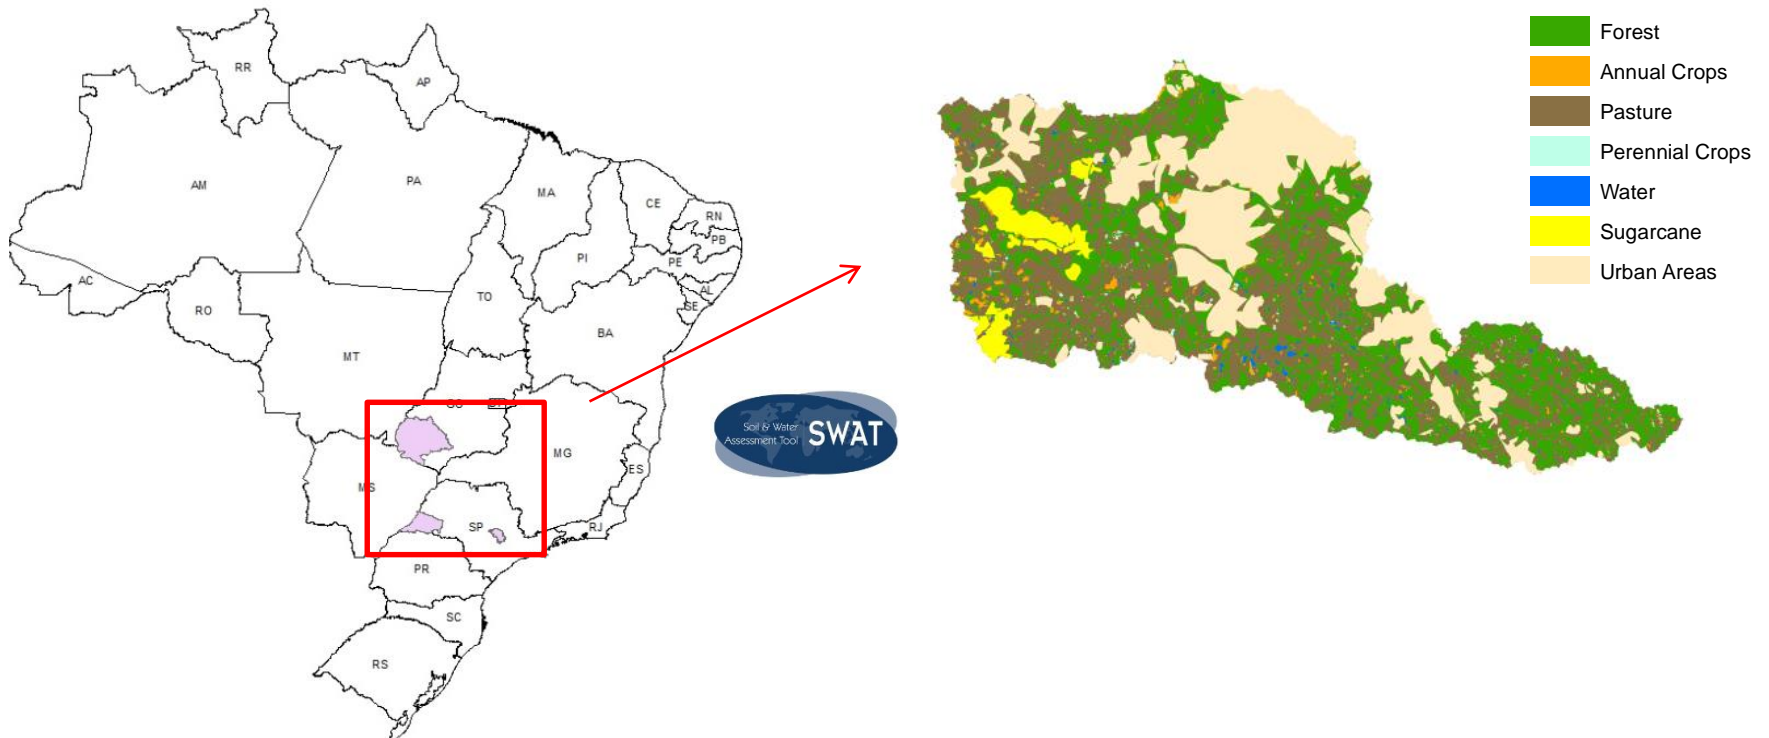 RR
AP
AM
PA
MA
CE
RN
PB
PI
PE
AL
SE
AC
RO
TO
BA
MT
GO
DF
MG
ES
MS
SP
RJ
PR
SC
RS
Soil & Water
Assessment Tool
SWAT
Forest
Annual Crops
Pasture
Perennial Crops
Water
Sugarcane
Urban Areas